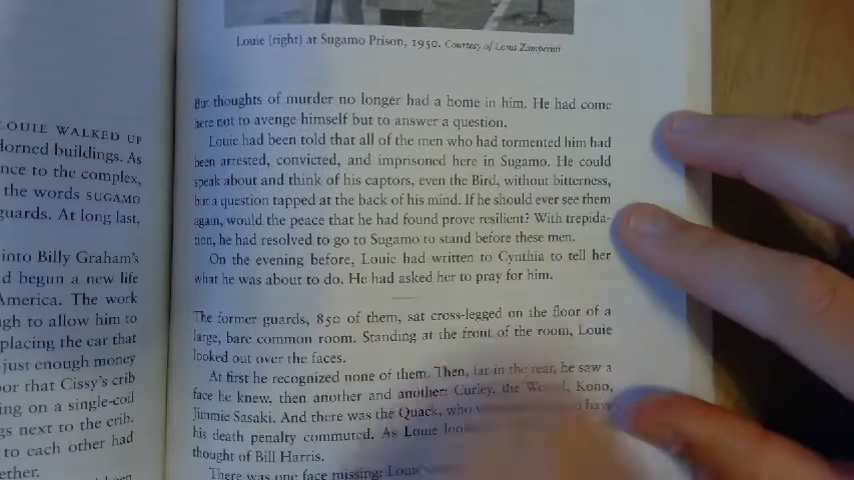 LOUIE WALKED UP
horned buildings. As
nce to the complex,
the words SUGAMO
guards. At long last,
into Billy Graham's
d begun a new life
America. The work
gh to allow him to
placing the car that
just enough money
or that Cissy's crib
ing on a single-coil
gs next to the crib.
to each other had
ether.
Louie (right) at Sugamo Prison, 1950. Courtesy of Louis Zamperini
But thoughts of murder no longer had a home in him. He had come
here not to avenge himself but to answer a question.
Louie had been told that all of the men who had tormented him had
been arrested, convicted, and imprisoned here in Sugamo. He could
speak about and think of his captors, even the Bird, without bitterness,
but a question tapped at the back of his mind. If he should ever see them
again, would the peace that he had found prove resilient? With trepida-
tion, he had resolved to go to Sugamo to stand before these men.
On the evening before, Louie had written to Cynthia to tell her
what he was about to do. He had asked her to pray for him.
The former guards, 850 of them, sat cross-legged on the floor of a
large, bare common room. Standing at the front of the room, Louie
looked out over the faces.
At first he recognized none of them. Then, far in the rear, he saw a
face he knew, then another and another: Curley, the Kono,
Jimmie Sasaki. And there was the Quack, who have
his death penalty commuted. As Louie
thought of Bill Harris.
There was one face missing: Louie